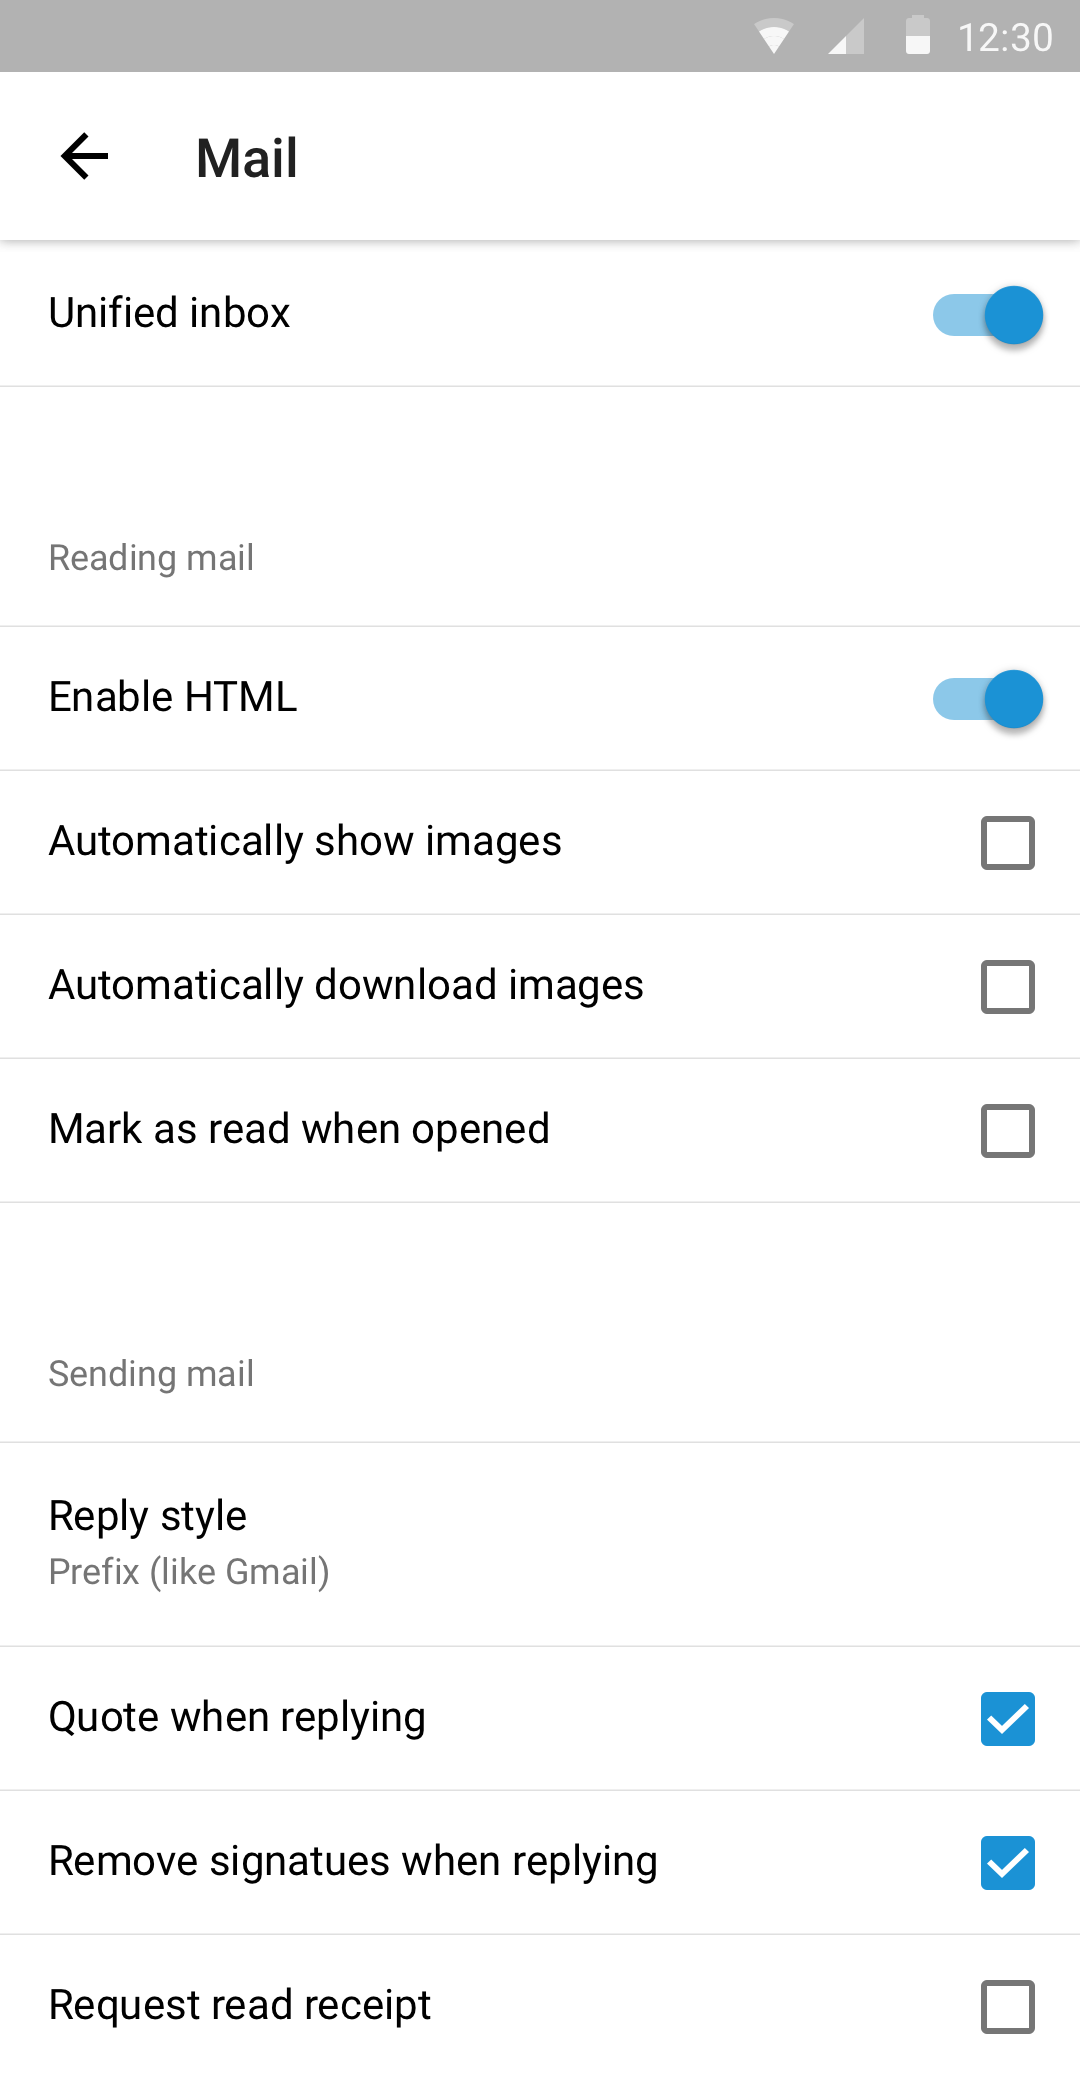 12:30
Mail
Unified inbox
Reading mail
Enable HTML
Automatically show images
Automatically download images
Mark as read when opened
Sending mail
Reply style
Prefix (like Gmail)
Quote when replying
Remove signatues when replying
Request read receipt